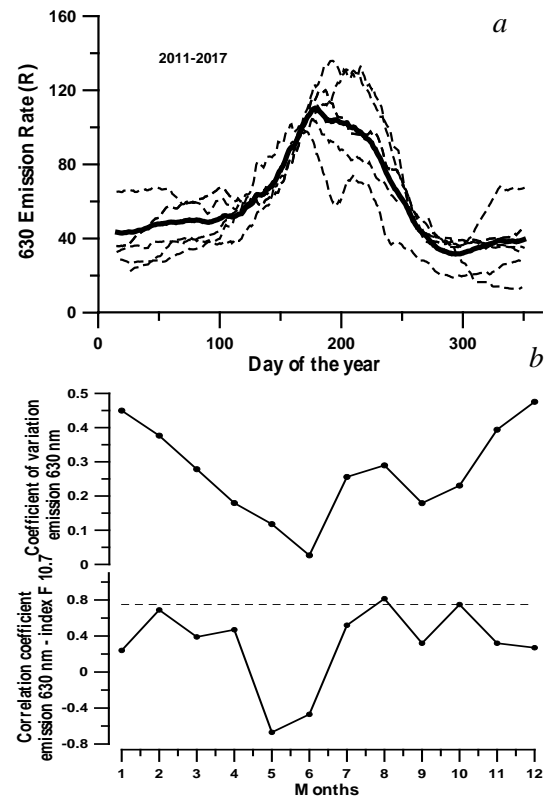 a
2011-2017
630 Emission Rate (R)
160
120
80
40
0
0 100 200 300
Day of the year
b
Coefficient of variation
emission 630 nm
0.5
0.4
0.3
0.2
0.1
0
Correlation coefficient
emission 630 nm - index F 10.7
0.8
0.4
0
-0.4
-0.8
1 2 3 4 5 6 7 8 9 10 11 12
Months